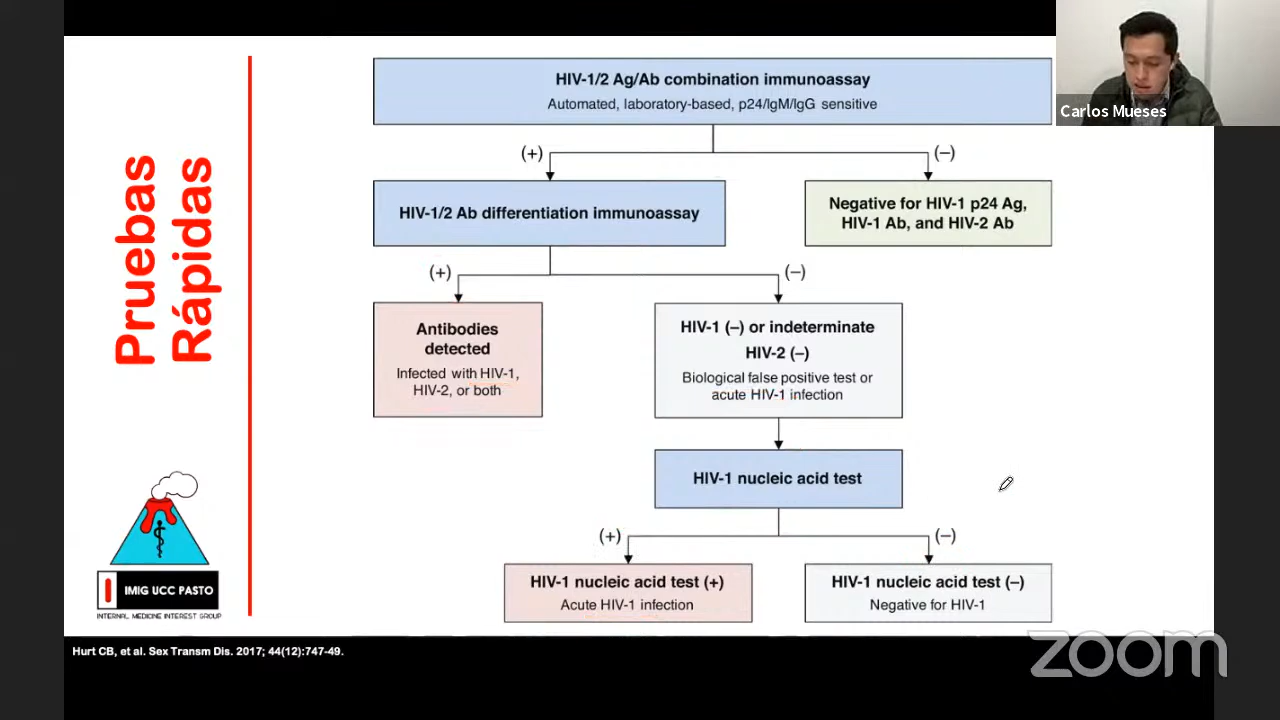 Pruebas
Rápidas
HIV-1/2 Ag/Ab combination immunoassay
Automated, laboratory-based, p24/IgM/IgG sensitive
Carlos Mueses
(+)
(–)
HIV-1/2 Ab differentiation immunoassay
Negative for HIV-1 p24 Ag,
HIV-1 Ab, and HIV-2 Ab
(+)
(–)
Antibodies
detected
Infected with HIV-1,
HIV-2, or both
HIV-1 (–) or indeterminate
HIV-2 (–)
Biological false positive test or
acute HIV-1 infection
HIV-1 nucleic acid test
(+)
(–)
HIV-1 nucleic acid test (+)
Acute HIV-1 infection
HIV-1 nucleic acid test (–)
Negative for HIV-1
IMIG UCC PASTO
INTERNAL MEDICINE INTEREST GROUP
Hurt CB, et al. Sex Transm Dis. 2017; 44(12):747-49.
zoom